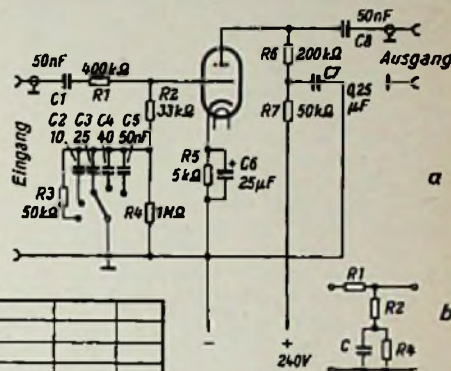 50nF
C8
50nF
400kΩ
R6
200kΩ
Ausgang
C1
R1
R2
C7
33kΩ
0,25
µF
R7
50kΩ
C2 C3 C4 C5
10 25 40 50nF
Eingang
R5
5kΩ
+
C6
25µF
a
R3
50kΩ
R4
1MΩ
R1
R2
b
C
R4
–
+
240V